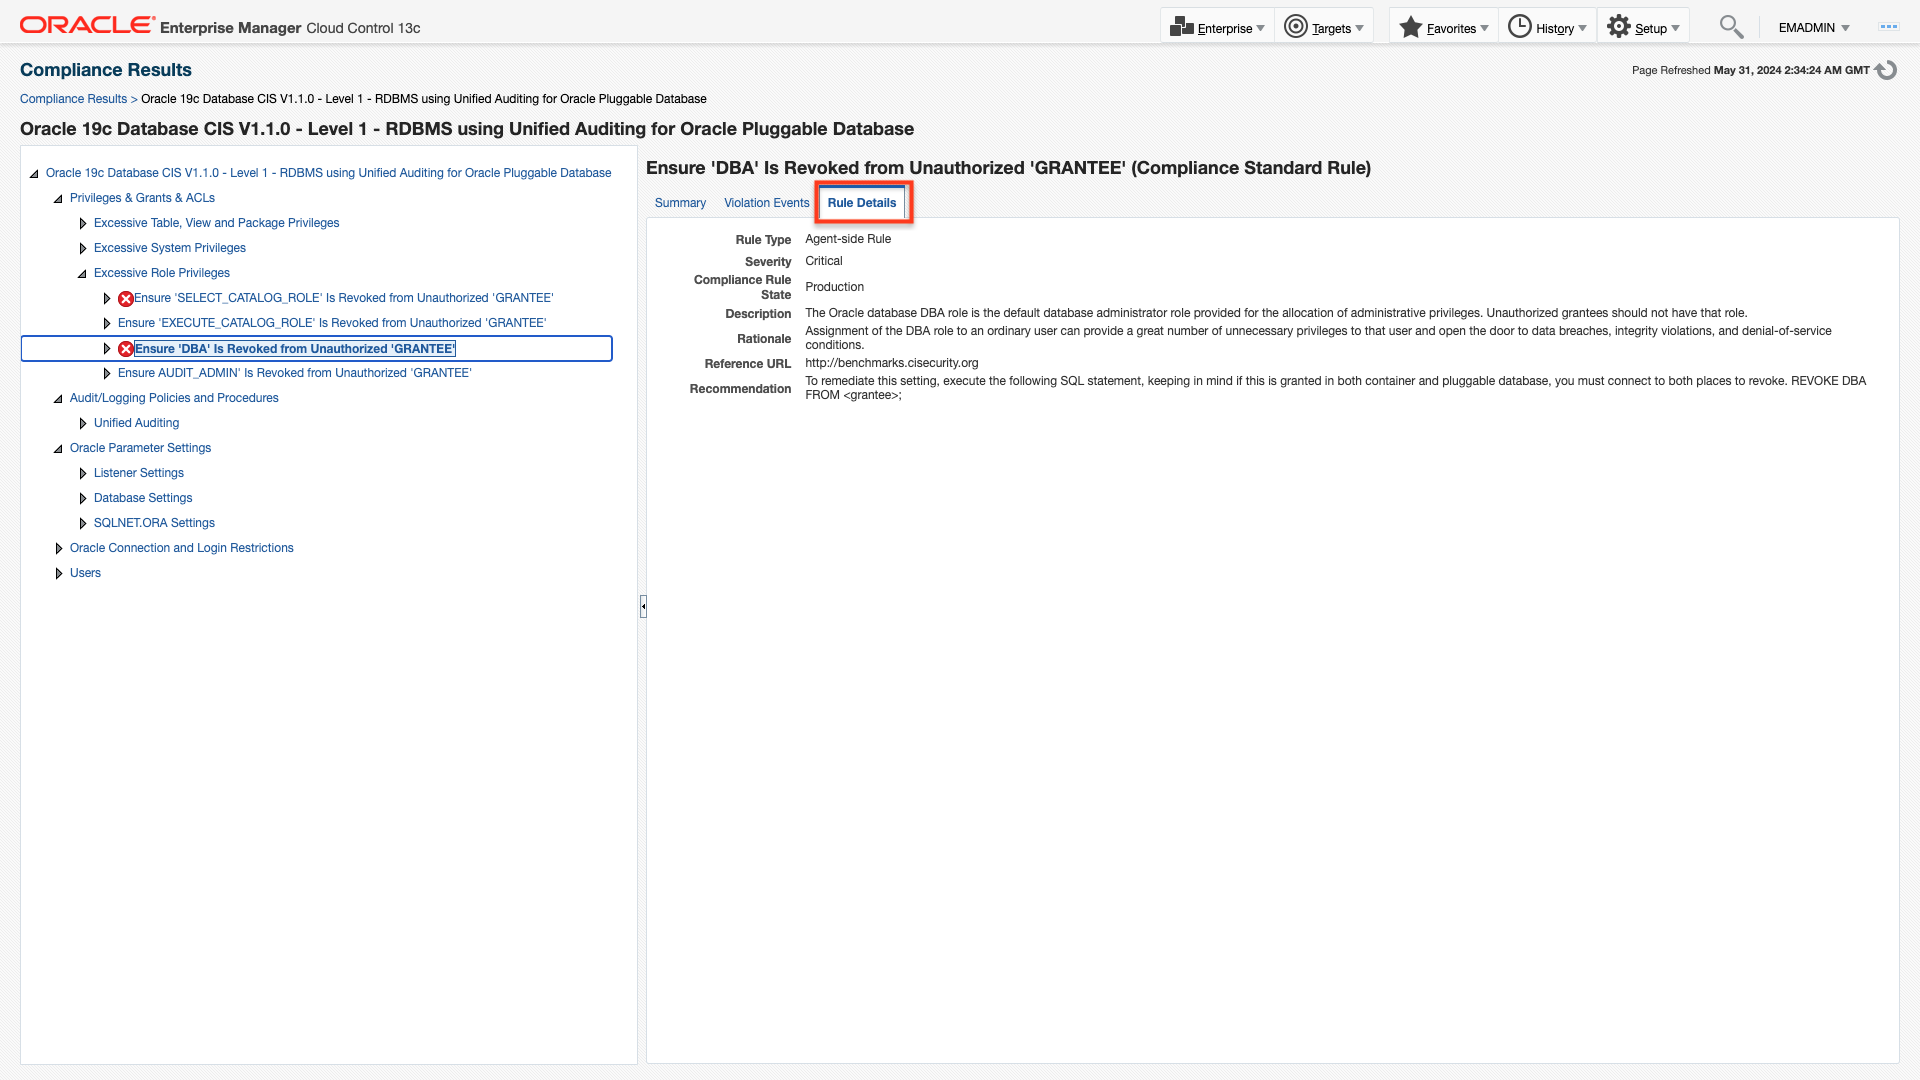 ORACLE Enterprise Manager Cloud Control 13c
Enterprise
Targets
Favorites
History
Setup
EMADMIN
Compliance Results
Page Refreshed May 31, 2024 2:34:24 AM GMT
Compliance Results > Oracle 19c Database CIS V1.1.0 - Level 1 - RDBMS using Unified Auditing for Oracle Pluggable Database
Oracle 19c Database CIS V1.1.0 - Level 1 - RDBMS using Unified Auditing for Oracle Pluggable Database
Oracle 19c Database CIS V1.1.0 - Level 1 - RDBMS using Unified Auditing for Oracle Pluggable Database
Privileges & Grants & ACLs
Excessive Table, View and Package Privileges
Excessive System Privileges
Excessive Role Privileges
Ensure 'SELECT_CATALOG_ROLE' Is Revoked from Unauthorized 'GRANTEE'
Ensure 'EXECUTE_CATALOG_ROLE' Is Revoked from Unauthorized 'GRANTEE'
Ensure 'DBA' Is Revoked from Unauthorized 'GRANTEE'
Ensure AUDIT_ADMIN' Is Revoked from Unauthorized 'GRANTEE'
Audit/Logging Policies and Procedures
Unified Auditing
Oracle Parameter Settings
Listener Settings
Database Settings
SQLNET.ORA Settings
Oracle Connection and Login Restrictions
Users
Ensure 'DBA' Is Revoked from Unauthorized 'GRANTEE' (Compliance Standard Rule)
Summary
Violation Events
Rule Details
Rule Type Agent-side Rule
Severity Critical
Compliance Rule
State
Production
Description The Oracle database DBA role is the default database administrator role provided for the allocation of administrative privileges. Unauthorized grantees should not have that role.
Rationale
Assignment of the DBA role to an ordinary user can provide a great number of unnecessary privileges to that user and open the door to data breaches, integrity violations, and denial-of-service
conditions.
Reference URL http://benchmarks.cisecurity.org
Recommendation
To remediate this setting, execute the following SQL statement, keeping in mind if this is granted in both container and pluggable database, you must connect to both places to revoke. REVOKE DBA
FROM <grantee>;